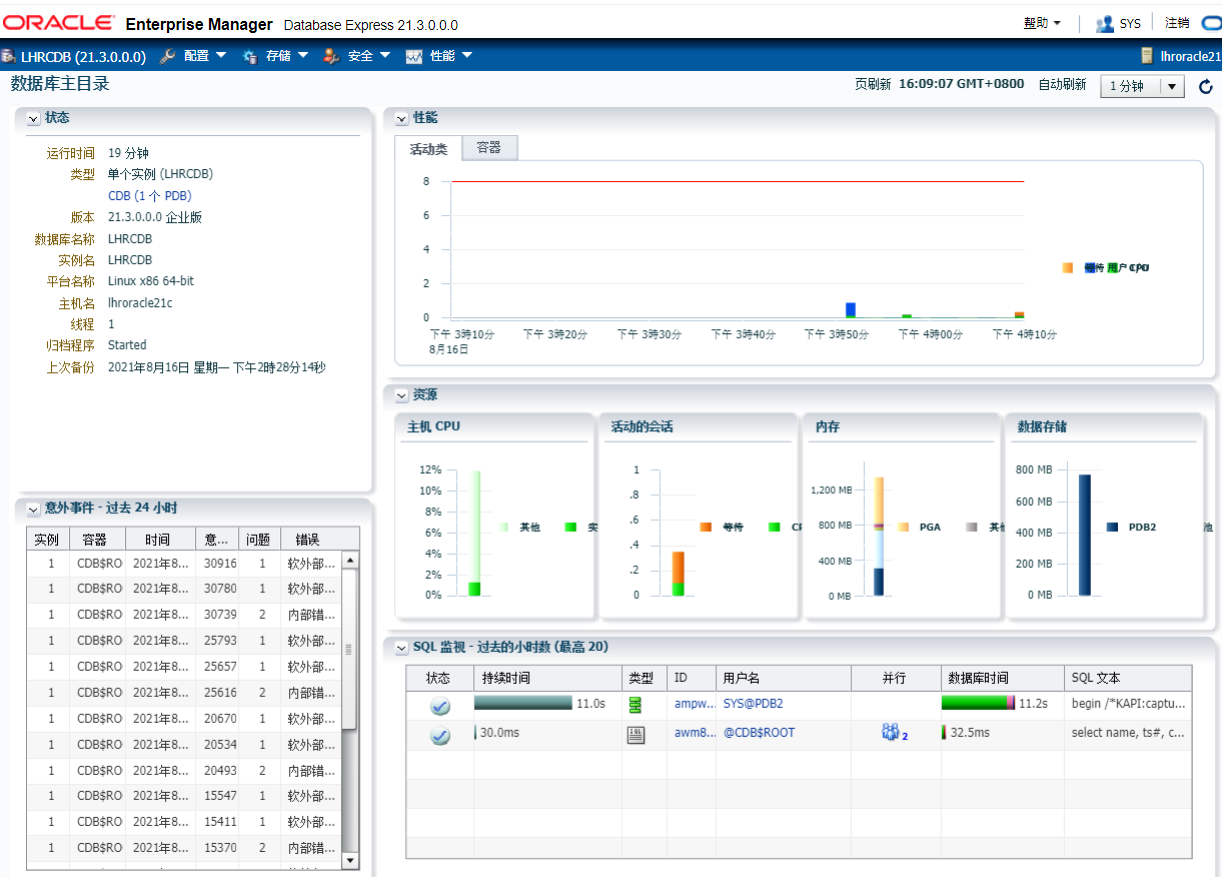 ORACLE Enterprise Manager Database Express 21.3.0.0.0
帮助 SYS 注销
LHRCDB (21.3.0.0.0) 配置 存储 安全 性能 lhroracle21
数据库主目录
页刷新 16:09:07 GMT+0800 自动刷新 1 分钟
状态
运行时间 19 分钟
类型 单个实例 (LHRCDB)
CDB (1 个 PDB)
版本 21.3.0.0.0 企业版
数据库名称 LHRCDB
实例名 LHRCDB
平台名称 Linux x86 64-bit
主机名 lhroracle21c
线程 1
归档程序 Started
上次备份 2021年8月16日 星期一 下午2時28分14秒
性能
活动类 容器
8
6
4
2
0
下午 3時10分 下午 3時20分 下午 3時30分 下午 3時40分 下午 3時50分 下午 4時00分 下午 4時10分
8月16日
等待 用户 CPU
资源
主机 CPU
12%
10%
8%
6%
4%
2%
0%
其他
活动的会话
1
.8
.6
.4
.2
0
等待
内存
1,200 MB
800 MB
400 MB
0 MB
PGA
数据存储
800 MB
600 MB
400 MB
200 MB
0 MB
PDB2
意外事件 - 过去 24 小时
实例 容器 时间 意... 问题 错误
1 CDB$RO 2021年8... 30916 1 软外部...
1 CDB$RO 2021年8... 30780 1 软外部...
1 CDB$RO 2021年8... 30739 2 内部错...
1 CDB$RO 2021年8... 25793 1 软外部...
1 CDB$RO 2021年8... 25657 1 软外部...
1 CDB$RO 2021年8... 25616 2 内部错...
1 CDB$RO 2021年8... 20670 1 软外部...
1 CDB$RO 2021年8... 20534 1 软外部...
1 CDB$RO 2021年8... 20493 2 内部错...
1 CDB$RO 2021年8... 15547 1 软外部...
1 CDB$RO 2021年8... 15411 1 软外部...
1 CDB$RO 2021年8... 15370 2 内部错...
SQL 监视 - 过去的小时数 (最高 20)
状态 持续时间 类型 ID 用户名 并行 数据库时间 SQL 文本
11.0s ampw... SYS@PDB2 11.2s begin /*KAPI:captu...
30.0ms awm8... @CDB$ROOT 2 32.5ms select name, ts#, c...